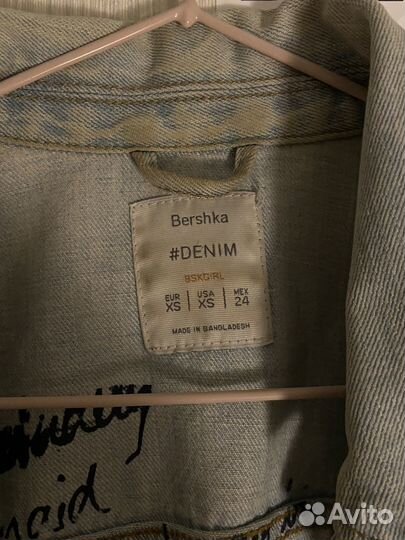 Bershka
#DENIM
BSKGIRL
EUR USA MEX
XS XS 24
MADE IN BANGLADESH
Avito